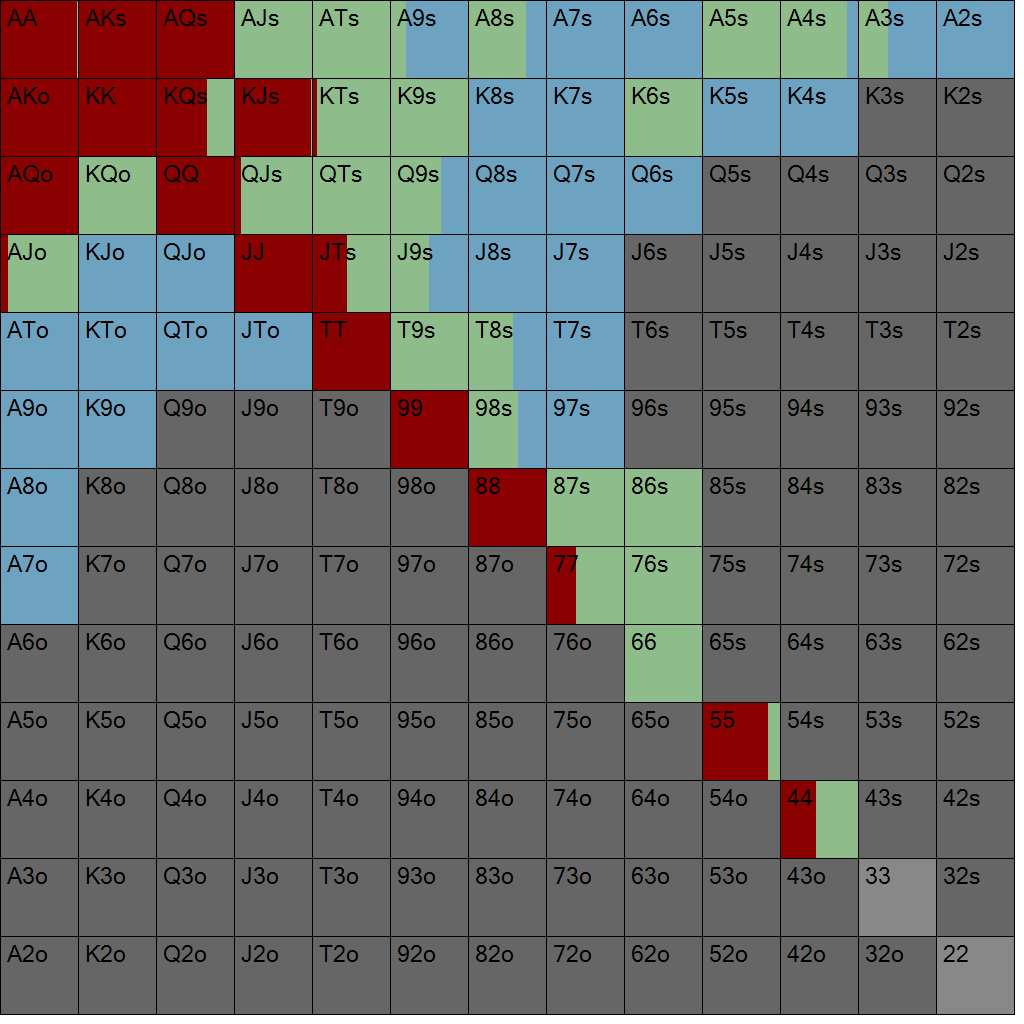 AA AKs AQs AJs ATs A9s A8s A7s A6s A5s A4s A3s A2s
AKo KK KQs KJs KTs K9s K8s K7s K6s K5s K4s K3s K2s
AQo KQo QQ QJs QTs Q9s Q8s Q7s Q6s Q5s Q4s Q3s Q2s
AJo KJo QJo JJ JTs J9s J8s J7s J6s J5s J4s J3s J2s
ATo KTo QTo JTo TT T9s T8s T7s T6s T5s T4s T3s T2s
A9o K9o Q9o J9o T9o 99 98s 97s 96s 95s 94s 93s 92s
A8o K8o Q8o J8o T8o 98o 88 87s 86s 85s 84s 83s 82s
A7o K7o Q7o J7o T7o 97o 87o 77 76s 75s 74s 73s 72s
A6o K6o Q6o J6o T6o 96o 86o 76o 66 65s 64s 63s 62s
A5o K5o Q5o J5o T5o 95o 85o 75o 65o 55 54s 53s 52s
A4o K4o Q4o J4o T4o 94o 84o 74o 64o 54o 44 43s 42s
A3o K3o Q3o J3o T3o 93o 83o 73o 63o 53o 43o 33 32s
A2o K2o Q2o J2o T2o 92o 82o 72o 62o 52o 42o 32o 22